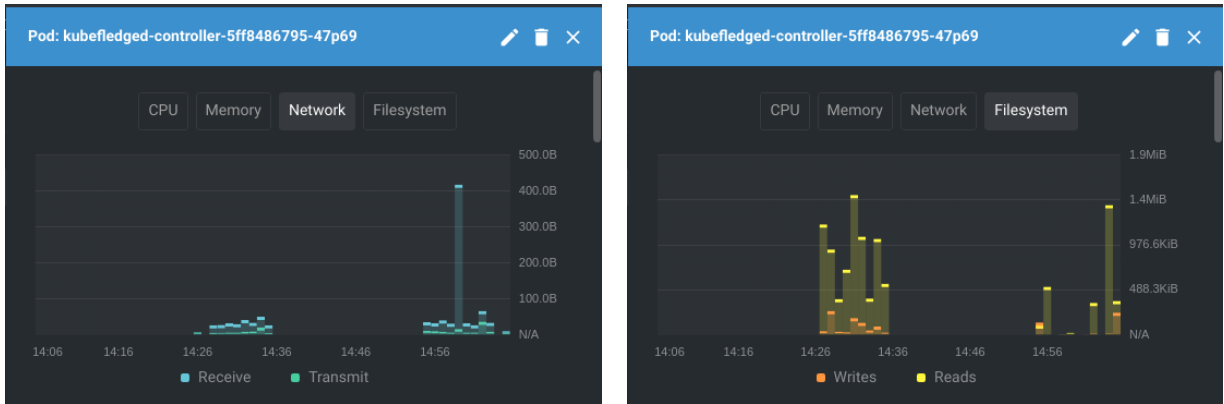 Pod: kubefledged-controller-5ff8486795-47p69
CPU Memory Network Filesystem
500.0B
400.0B
300.0B
200.0B
100.0B
N/A
14:06 14:16 14:26 14:36 14:46 14:56
Receive Transmit
Pod: kubefledged-controller-5ff8486795-47p69
CPU Memory Network Filesystem
1.9MiB
1.4MiB
976.6KiB
488.3KiB
N/A
14:06 14:16 14:26 14:36 14:46 14:56
Writes Reads